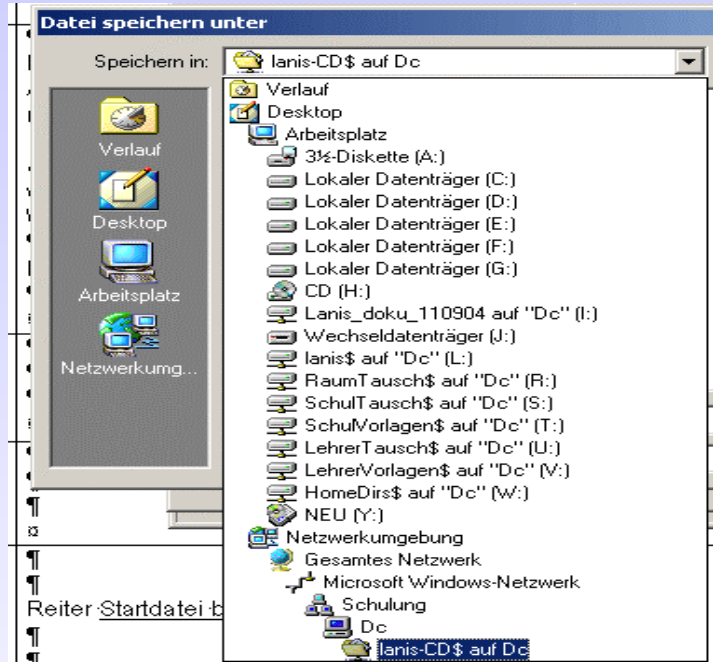 Datei speichern unter
Speichern in: lanis-CD$ auf Dc
Verlauf
Desktop
Arbeitsplatz
Netzwerkumg...
Verlauf
Desktop
Arbeitsplatz
3½-Diskette (A:)
Lokaler Datenträger (C:)
Lokaler Datenträger (D:)
Lokaler Datenträger (E:)
Lokaler Datenträger (F:)
Lokaler Datenträger (G:)
CD (H:)
Lanis_doku_110904 auf "Dc" (I:)
Wechseldatenträger (J:)
lanis$ auf "Dc" (L:)
RaumTausch$ auf "Dc" (R:)
SchulTausch$ auf "Dc" (S:)
SchulVorlagen$ auf "Dc" (T:)
LehrerTausch$ auf "Dc" (U:)
LehrerVorlagen$ auf "Dc" (V:)
HomeDirs$ auf "Dc" (W:)
NEU (Y:)
Netzwerkumgebung
Gesamtes Netzwerk
Microsoft Windows-Netzwerk
Schulung
Dc
lanis-CD$ auf Dc
Reiter·Startdatei·b